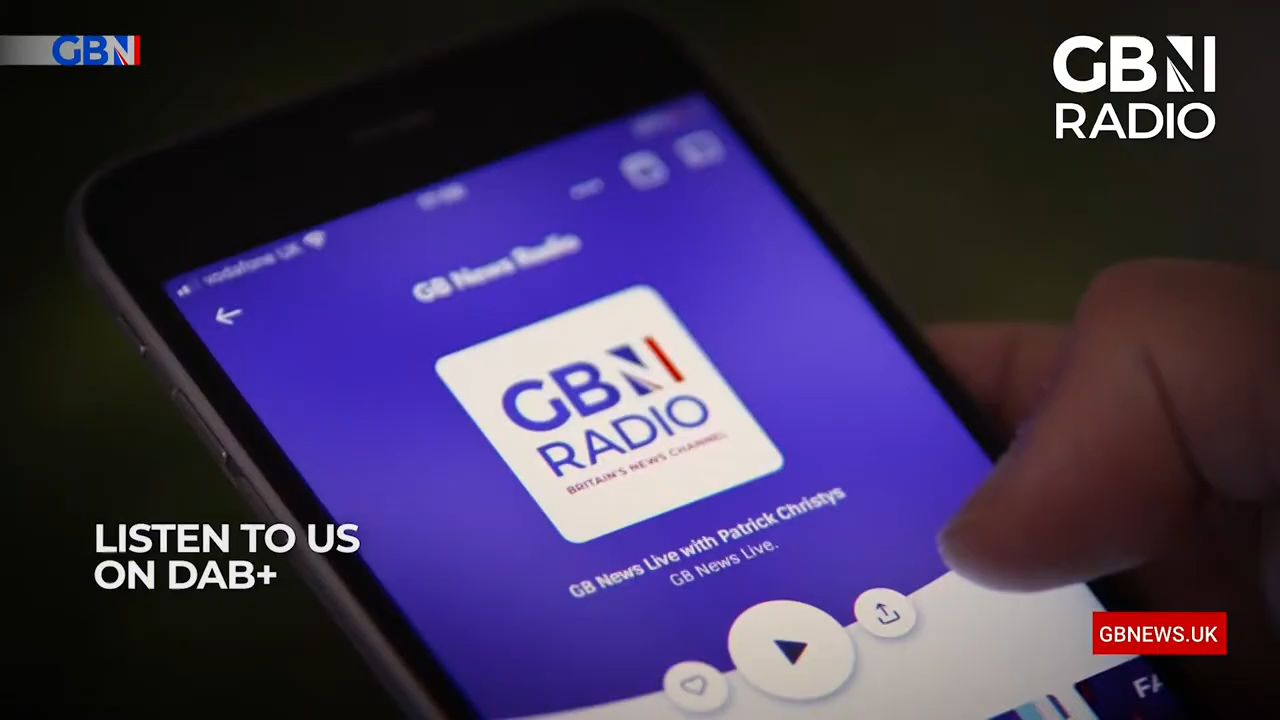 GBN
GBN
RADIO
vodafone UK
GB News Radio
GBN
RADIO
BRITAIN'S NEWS CHANNEL
GB News Live with Patrick Christys
GB News Live.
LISTEN TO US
ON DAB+
GBNEWS.UK
FA